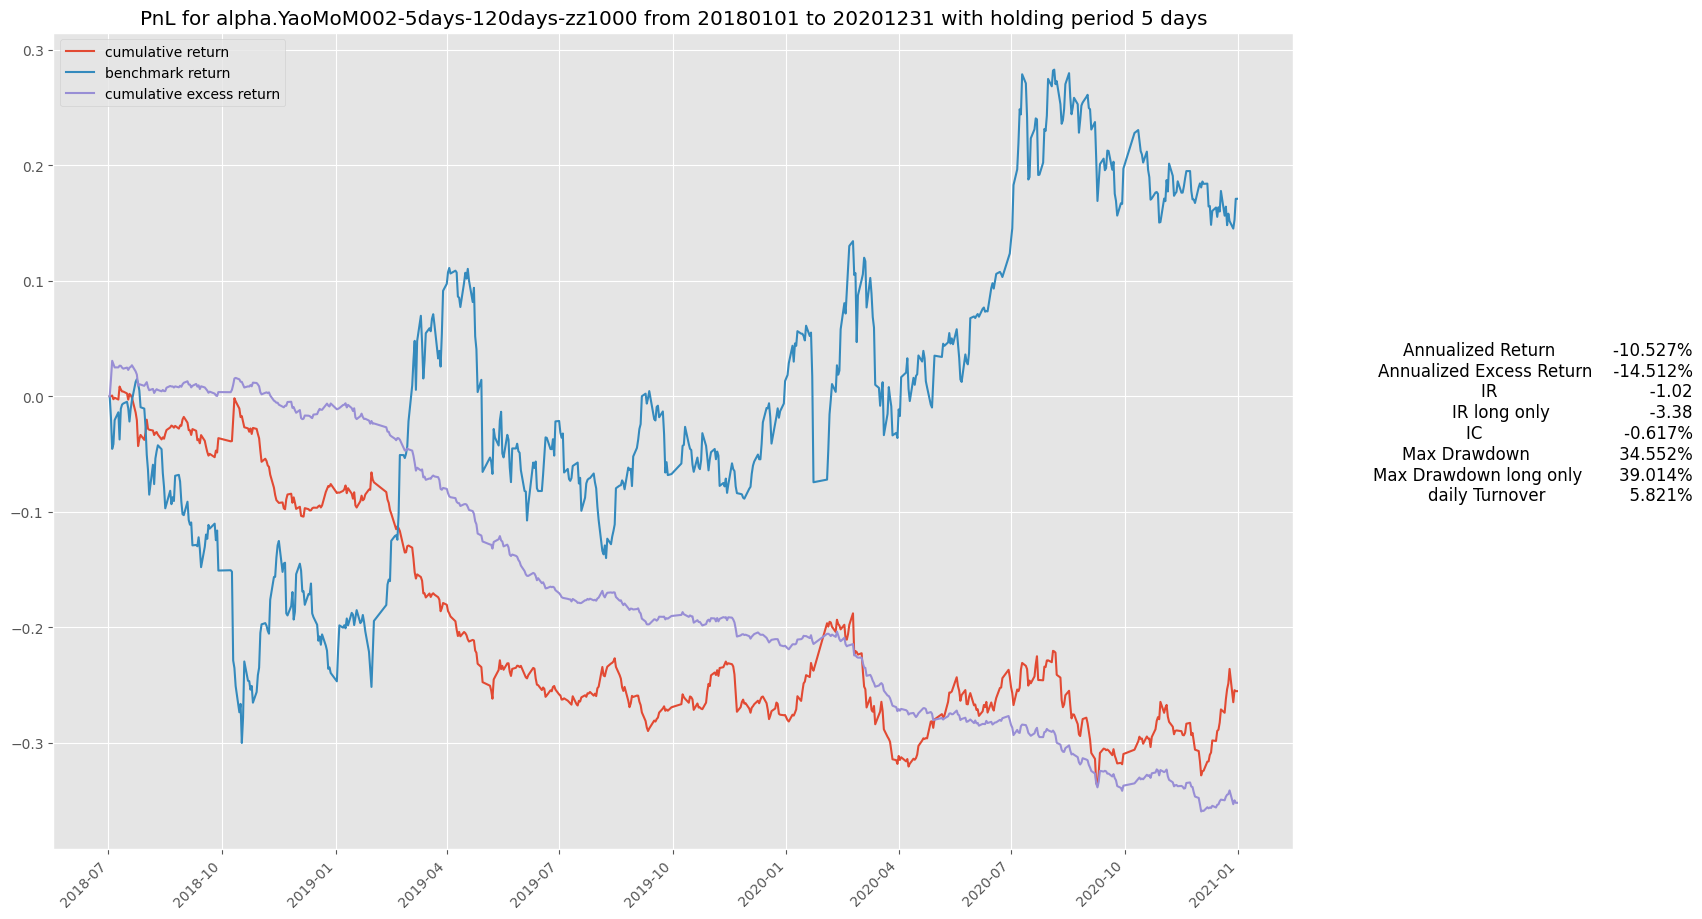 PnL for alpha.YaoMoM002-5days-120days-zz1000 from 20180101 to 20201231 with holding period 5 days
cumulative return
benchmark return
cumulative excess return
0.3
0.2
0.1
0.0
−0.1
−0.2
−0.3
2018-07
2018-10
2019-01
2019-04
2019-07
2019-10
2020-01
2020-04
2020-07
2020-10
2021-01
Annualized Return -10.527%
Annualized Excess Return -14.512%
IR -1.02
IR long only -3.38
IC -0.617%
Max Drawdown 34.552%
Max Drawdown long only 39.014%
daily Turnover 5.821%